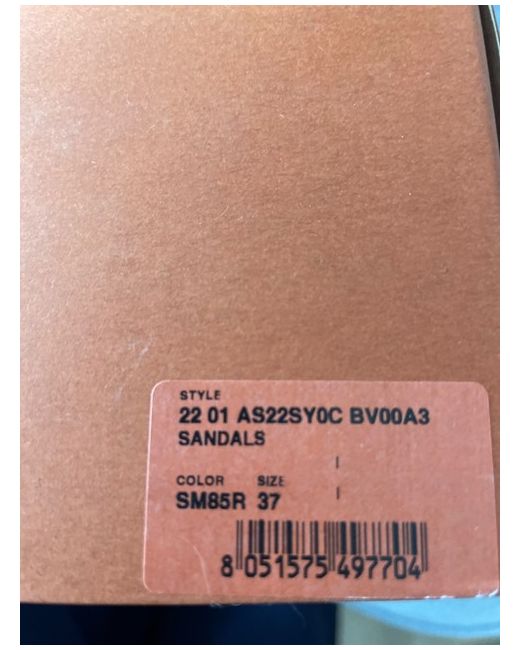 STYLE
22 01 AS22SY0C BV00A3
SANDALS
COLOR SIZE
SM85R 37
8 051575 497704